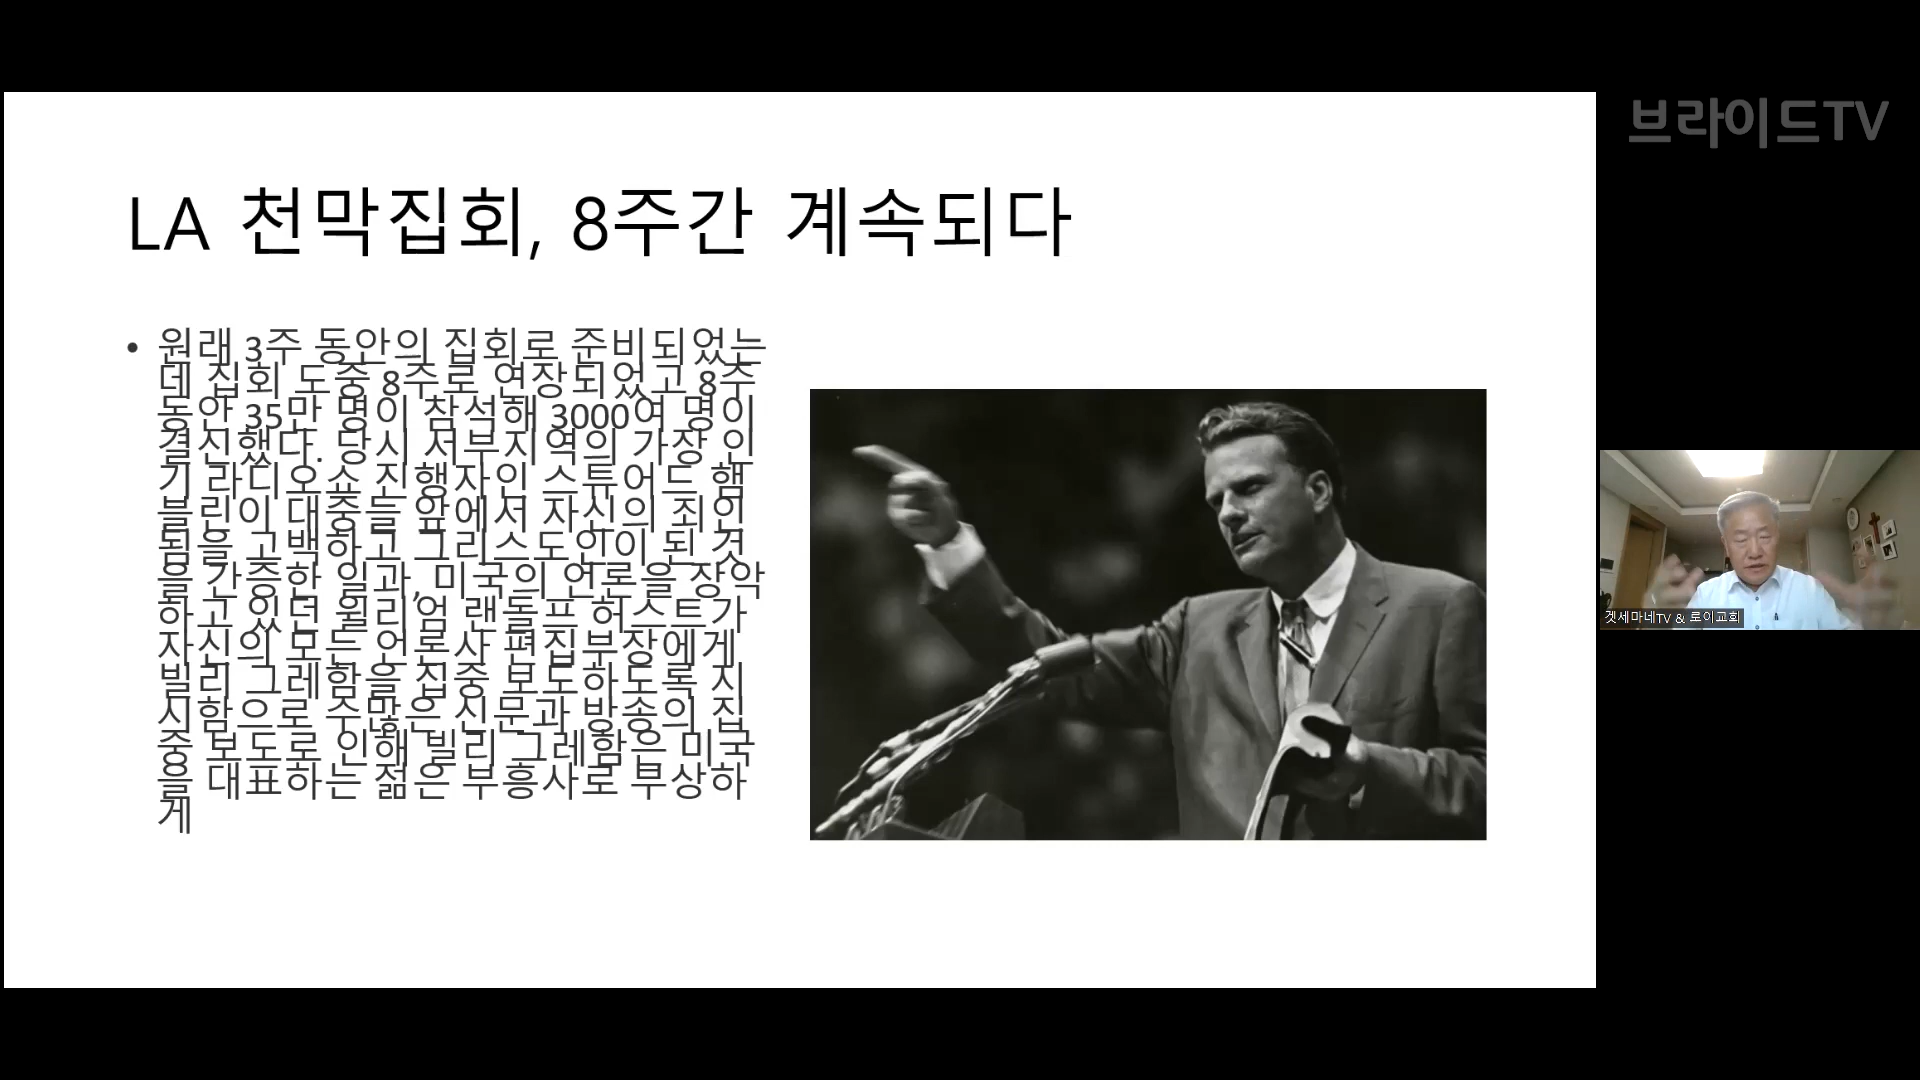 브라이드TV
LA 천막집회, 8주간 계속되다
• 원래 3주 동안의 집회로 준비되었는
데 집회 도중 8주로 연장되었고 8주
동안 35만 명이 참석해 3000여 명이
결신했다. 당시 서부지역의 가장 인
기 라디오쇼 진행자인 스튜어드 햄
블린이 대중들 앞에서 자신의 죄인
됨을 고백하고 그리스도인이 된 것
을 간증한 일과, 미국의 언론을 장악
하고 있던 윌리엄 랜돌프 허스트가
자신의 모든 언론사 편집부장에게
빌리 그레함을 집중 보도하도록 지
시함으로 수많은 신문과 방송의 집
중 보도로 인해 빌리 그레함은 미국
을 대표하는 젊은 부흥사로 부상하
게
겟세마네TV & 로이교회